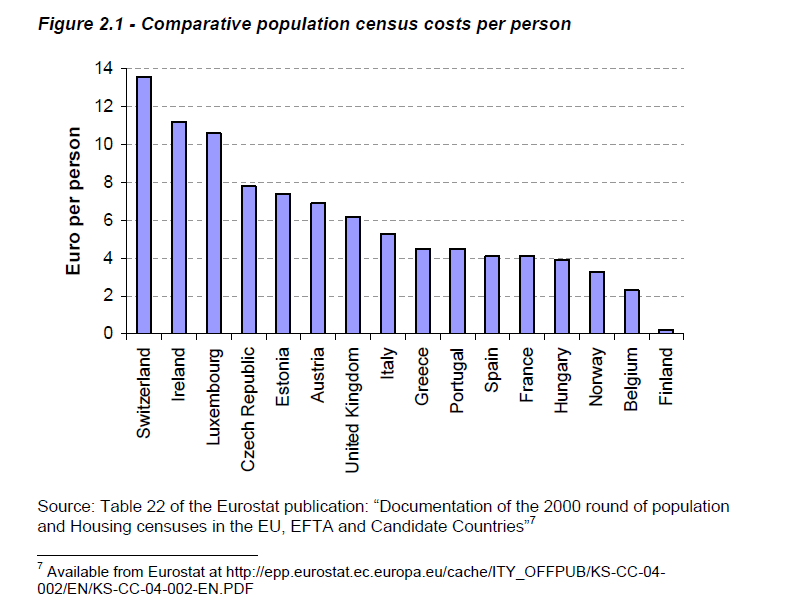 Figure 2.1 - Comparative population census costs per person
14
12
10
8
6
4
2
0
Euro per person
Switzerland
Ireland
Luxembourg
Czech Republic
Estonia
Austria
United Kingdom
Italy
Greece
Portugal
Spain
France
Hungary
Norway
Belgium
Finland
Source: Table 22 of the Eurostat publication: “Documentation of the 2000 round of population
and Housing censuses in the EU, EFTA and Candidate Countries”7
7 Available from Eurostat at http://epp.eurostat.ec.europa.eu/cache/ITY_OFFPUB/KS-CC-04-
002/EN/KS-CC-04-002-EN.PDF